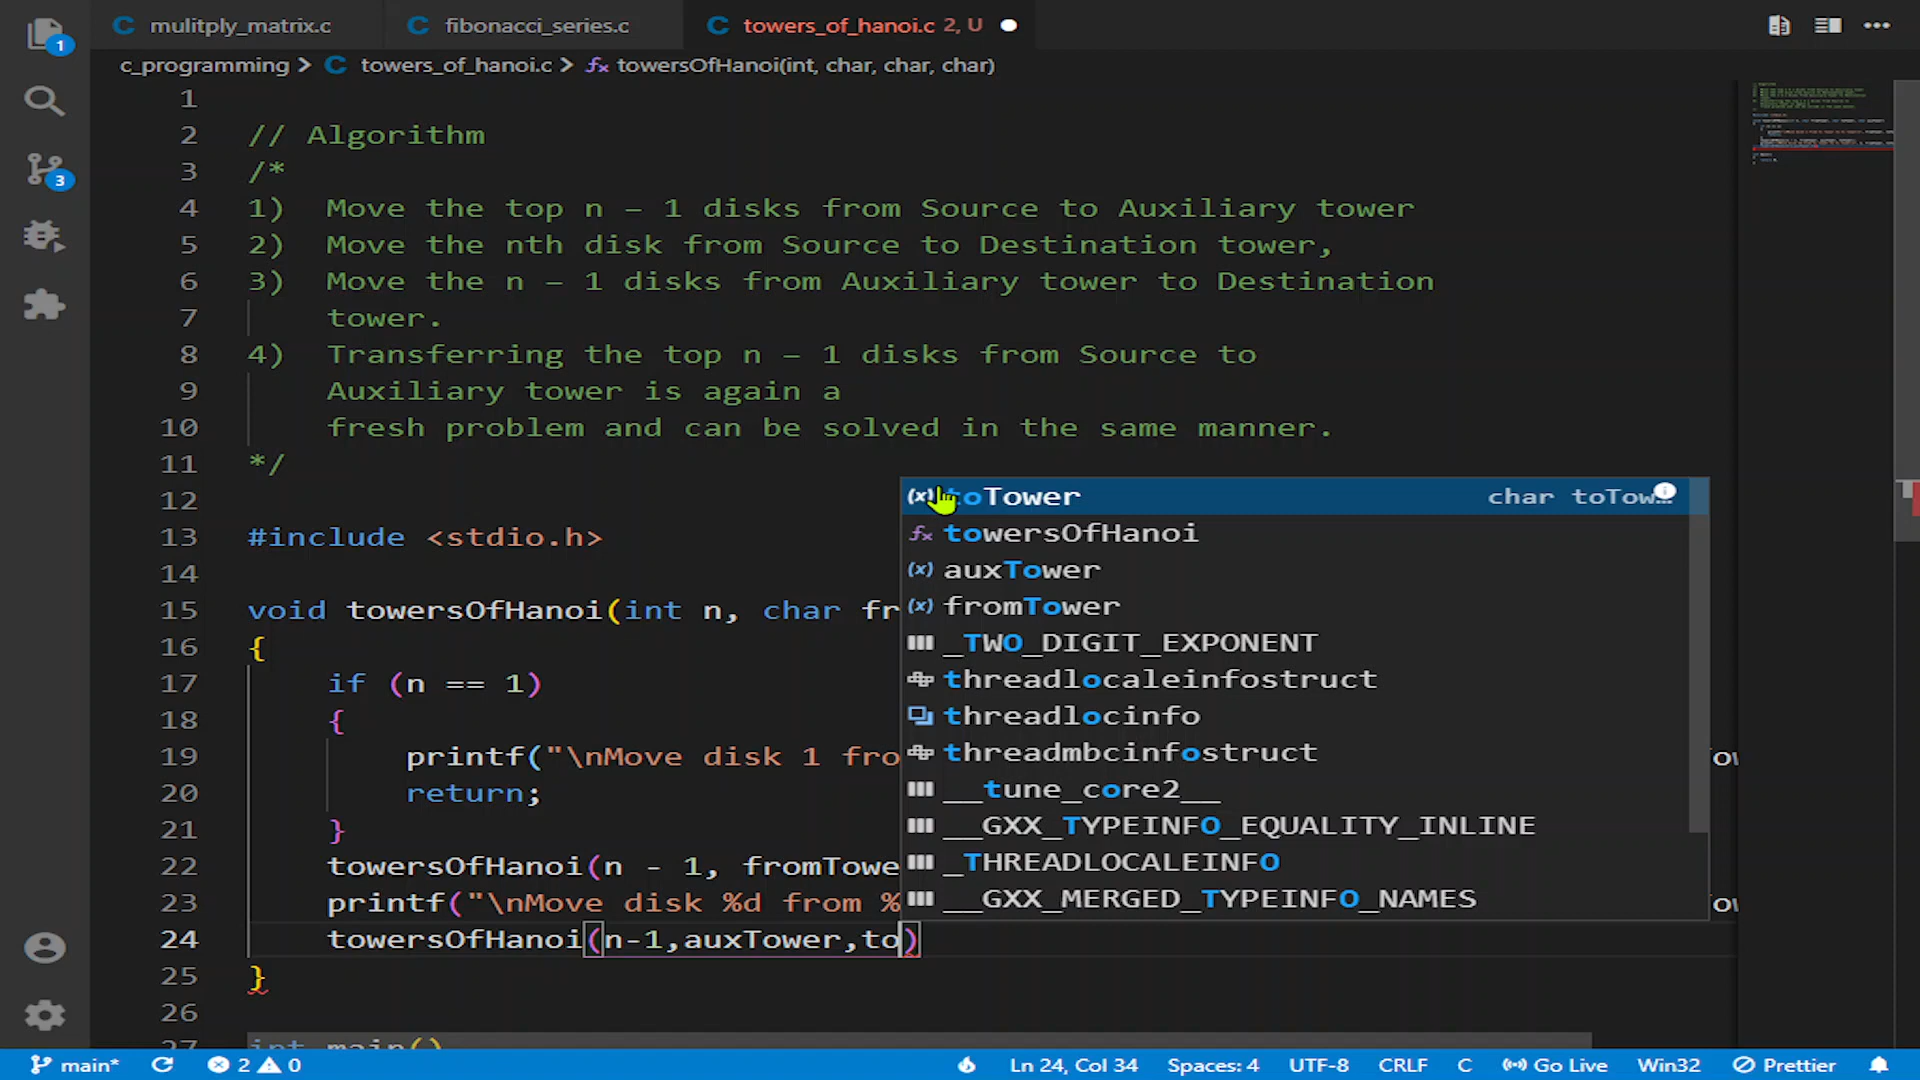 mulitply_matrix.c fibonacci_series.c towers_of_hanoi.c 2, U
c_programming > towers_of_hanoi.c > towersOfHanoi(int, char, char, char)
1
2 // Algorithm
3 /*
4 1) Move the top n – 1 disks from Source to Auxiliary tower
5 2) Move the nth disk from Source to Destination tower,
6 3) Move the n – 1 disks from Auxiliary tower to Destination
7 tower.
8 4) Transferring the top n – 1 disks from Source to
9 Auxiliary tower is again a
10 fresh problem and can be solved in the same manner.
11 */
12
13 #include <stdio.h>
14
15 void towersOfHanoi(int n, char fr
16 {
17 if (n == 1)
18 {
19 printf("\nMove disk 1 fro
20 return;
21 }
22 towersOfHanoi(n - 1, fromTowe
23 printf("\nMove disk %d from %
24 towersOfHanoi(n-1,auxTower,to)
25 }
26
27 int main()
toTower char toTow…
towersOfHanoi
auxTower
fromTower
_TWO_DIGIT_EXPONENT
threadlocaleinfostruct
threadlocinfo
threadmbcinfostruct
__tune_core2__
__GXX_TYPEINFO_EQUALITY_INLINE
_THREADLOCALEINFO
__GXX_MERGED_TYPEINFO_NAMES
1
3
main* 2 0 Ln 24, Col 34 Spaces: 4 UTF-8 CRLF C Go Live Win32 Prettier